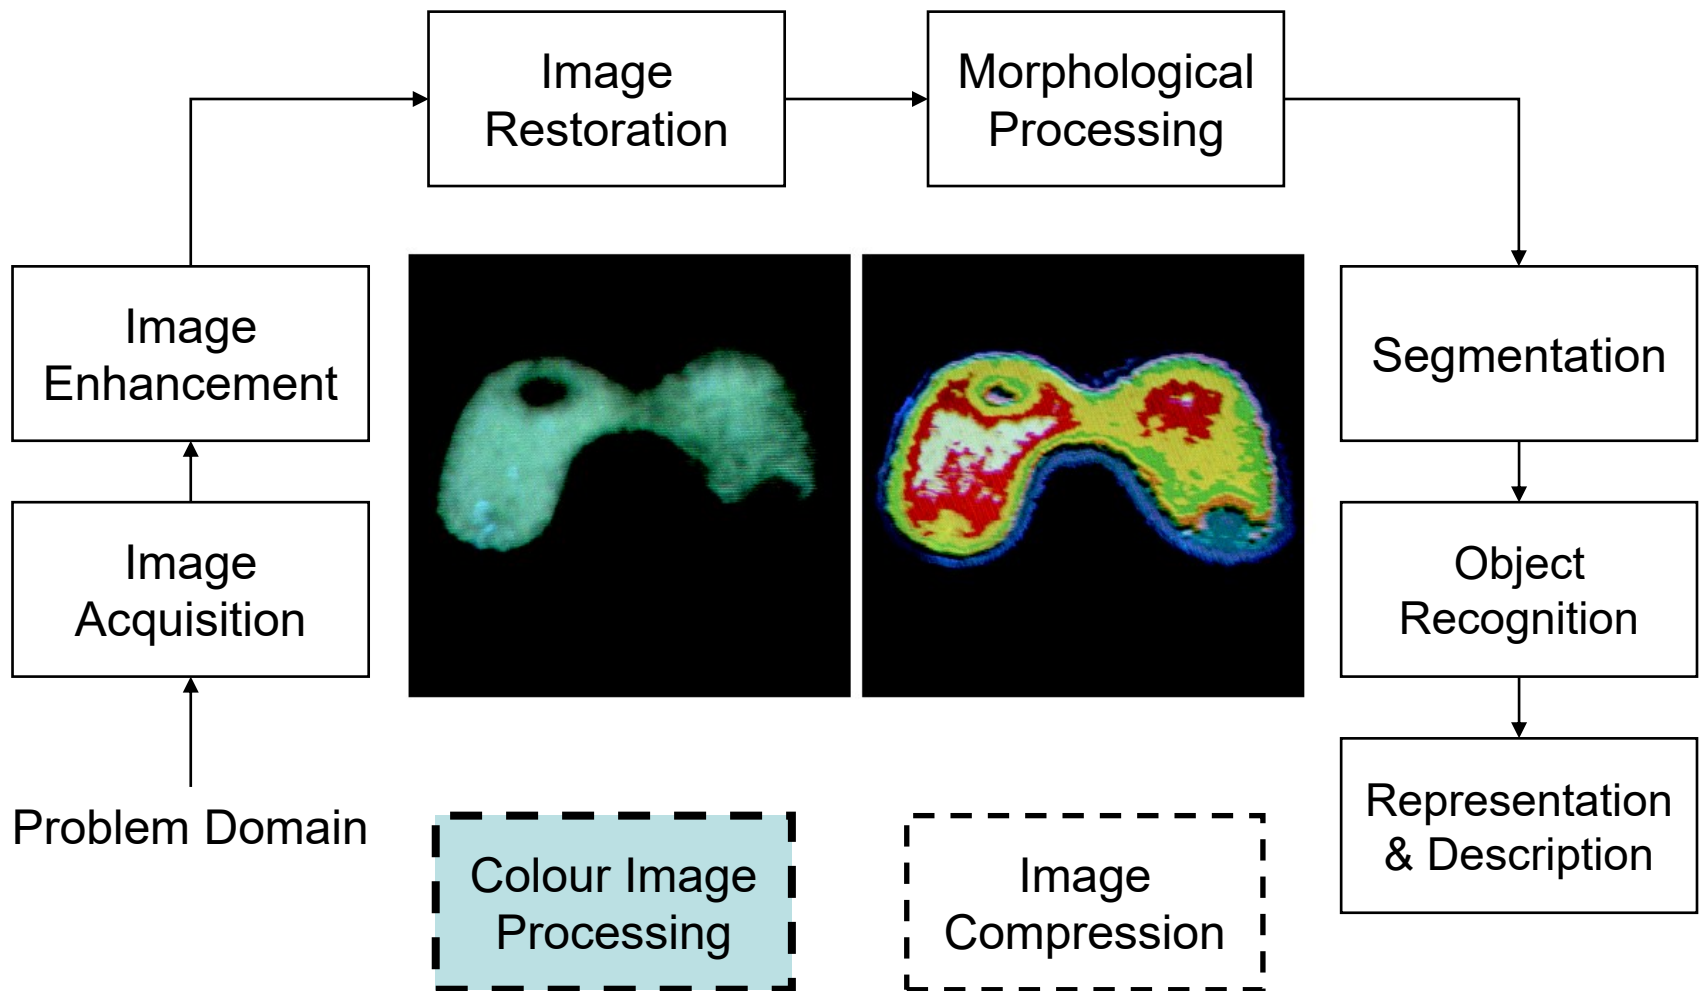 Image
Restoration
Morphological
Processing
Image
Enhancement
Segmentation
Image
Acquisition
Object
Recognition
Problem Domain
Representation
& Description
Colour Image
Processing
Image
Compression